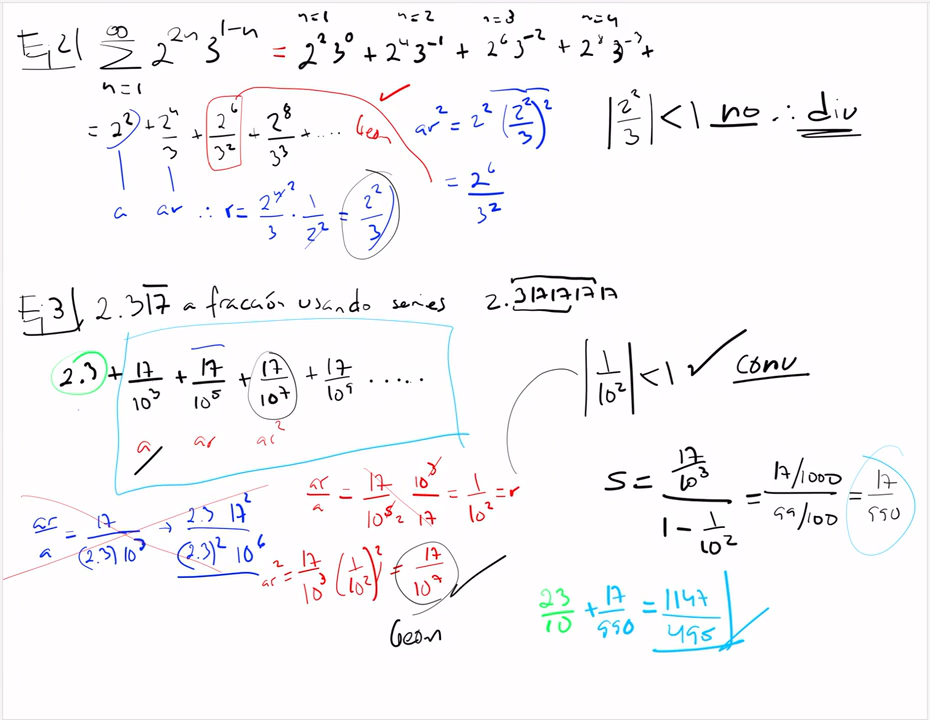 n=1 n=2 n=3 n=4
Ej 2| ∞∑n=1 2^{2n} 3^{1-n} = 2^2 3^0 + 2^4 3^{-1} + 2^6 3^{-2} + 2^8 3^{-3} +
= 2^2 + 2^4/3 + 2^6/3^2 + 2^8/3^3 + .... Geom ✓
a ar ∴ r = 2^{4 2}/3 · 1/2^2 = 2^2/3
ar^2 = 2^2 (2^2/3)^2
= 2^6/3^2
|2^2/3| < 1 no ∴ div
Ej 3| 2.317 a fracción usando series 2.317171717
2.3 + 17/10^3 + 17/10^5 + 17/10^7 + 17/10^9 .....
a ar ar^2
|1/10^2| < 1 ✓ conv
ar/a = 17/10^{5 2} 10^3/17 = 1/10^2 = r
ar/a = 17/(2.3)10^3 → 2.3 17^2/(2.3)^2 10^6
ar^2 = 17/10^3 (1/10^2)^2 = 17/10^7 ✓
Geom
S = (17/10^3)/(1 - 1/10^2) = (17/1000)/(99/100) = 17/990
23/10 + 17/990 = 1147/495 ✓